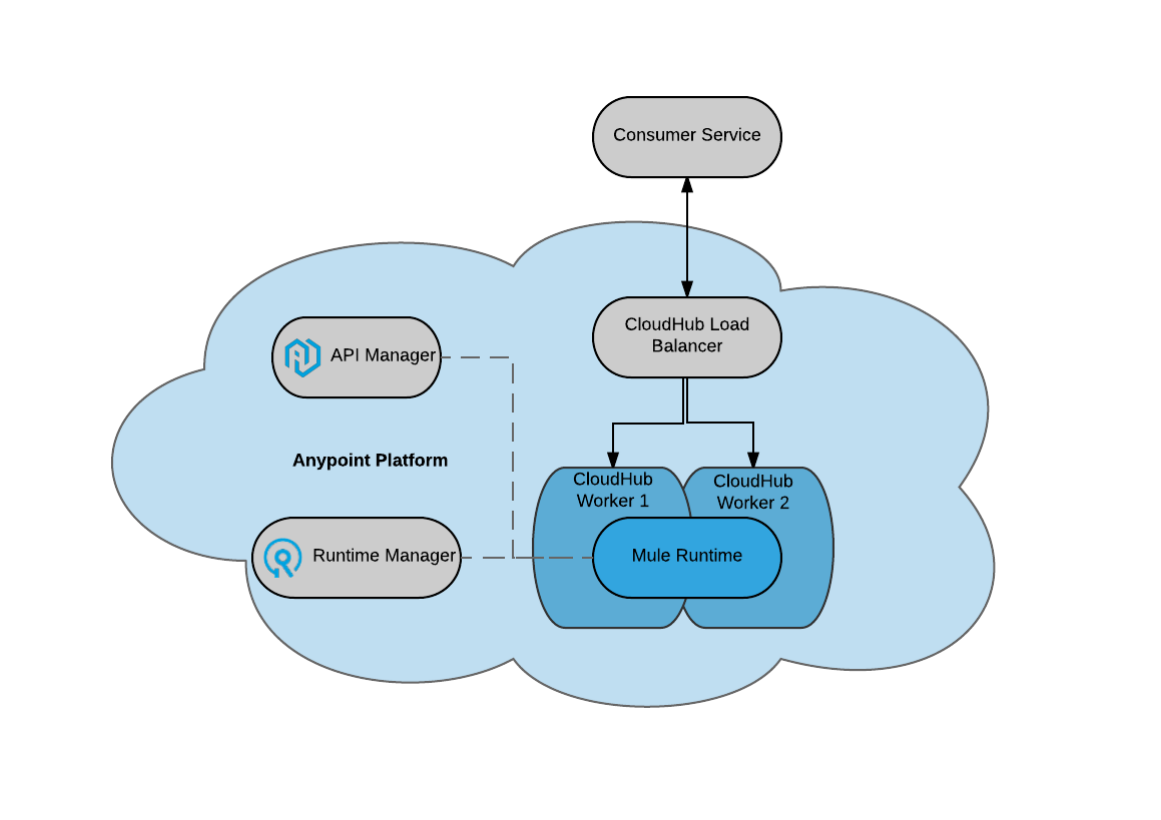 Consumer Service
CloudHub Load
Balancer
API Manager
Anypoint Platform
CloudHub
Worker 1
CloudHub
Worker 2
Runtime Manager
Mule Runtime